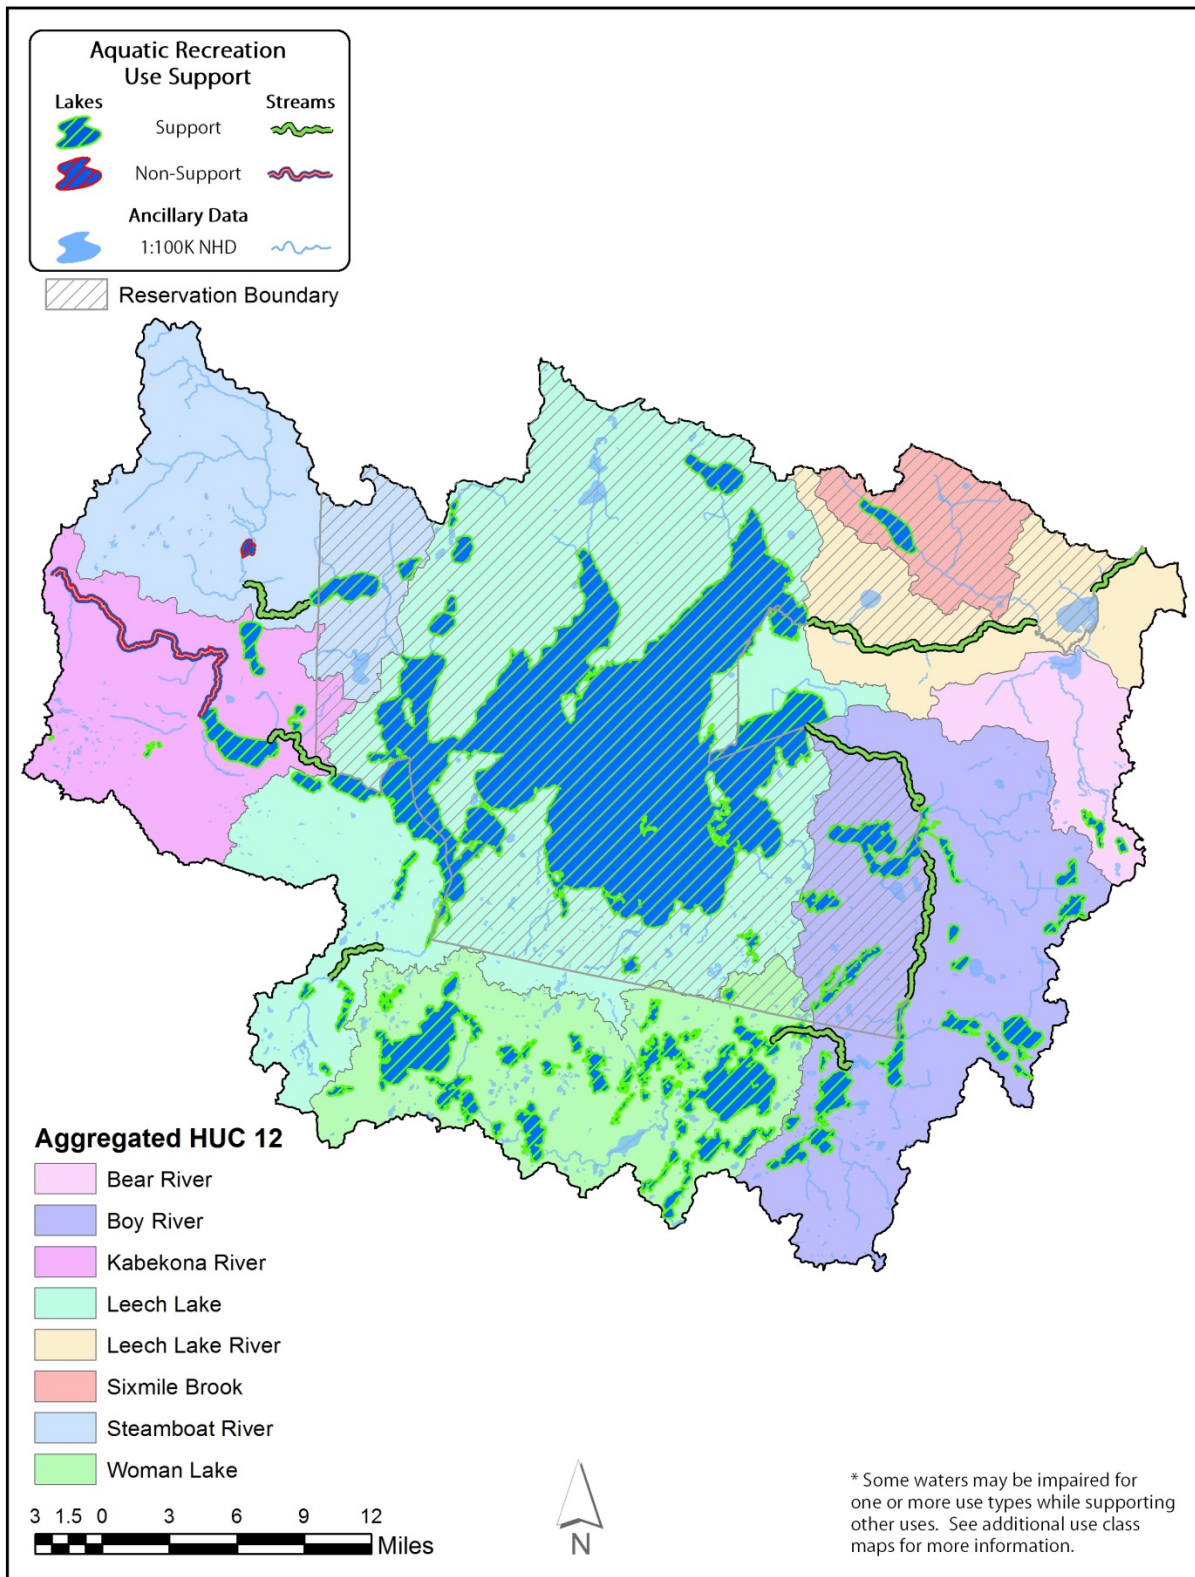 Aquatic Recreation
Use Support
Lakes Streams
Support
Non-Support
Ancillary Data
1:100K NHD
Reservation Boundary
Aggregated HUC 12
Bear River
Boy River
Kabekona River
Leech Lake
Leech Lake River
Sixmile Brook
Steamboat River
Woman Lake
3 1.5 0 3 6 9 12
Miles
N
* Some waters may be impaired for
one or more use types while supporting
other uses. See additional use class
maps for more information.